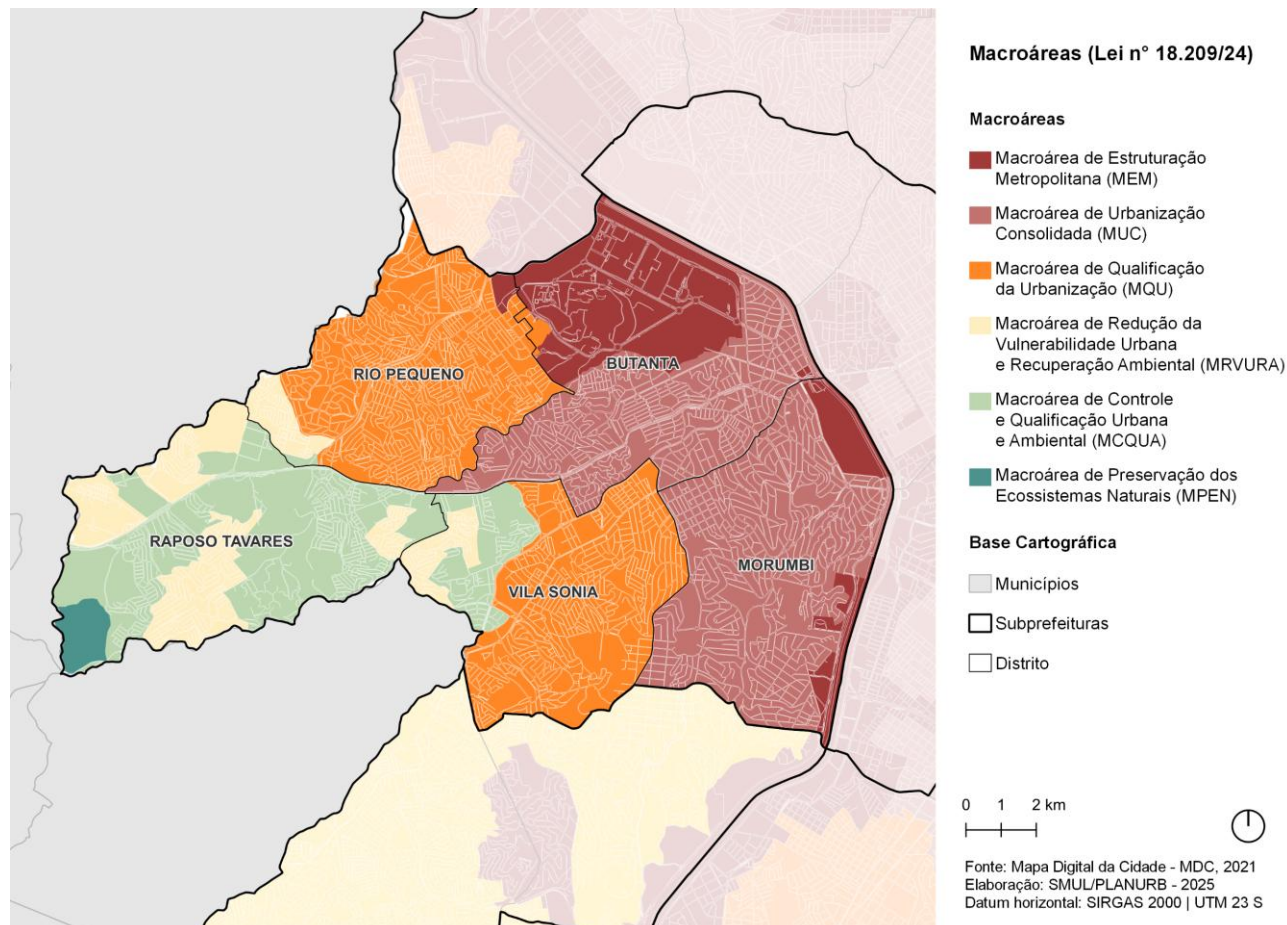 RIO PEQUENO
BUTANTA
RAPOSO TAVARES
VILA SONIA
MORUMBI
Macroáreas (Lei n° 18.209/24)
Macroáreas
Macroárea de Estruturação
Metropolitana (MEM)
Macroárea de Urbanização
Consolidada (MUC)
Macroárea de Qualificação
da Urbanização (MQU)
Macroárea de Redução da
Vulnerabilidade Urbana
e Recuperação Ambiental (MRVURA)
Macroárea de Controle
e Qualificação Urbana
e Ambiental (MCQUA)
Macroárea de Preservação dos
Ecossistemas Naturais (MPEN)
Base Cartográfica
Municípios
Subprefeituras
Distrito
0 1 2 km
Fonte: Mapa Digital da Cidade - MDC, 2021
Elaboração: SMUL/PLANURB - 2025
Datum horizontal: SIRGAS 2000 | UTM 23 S